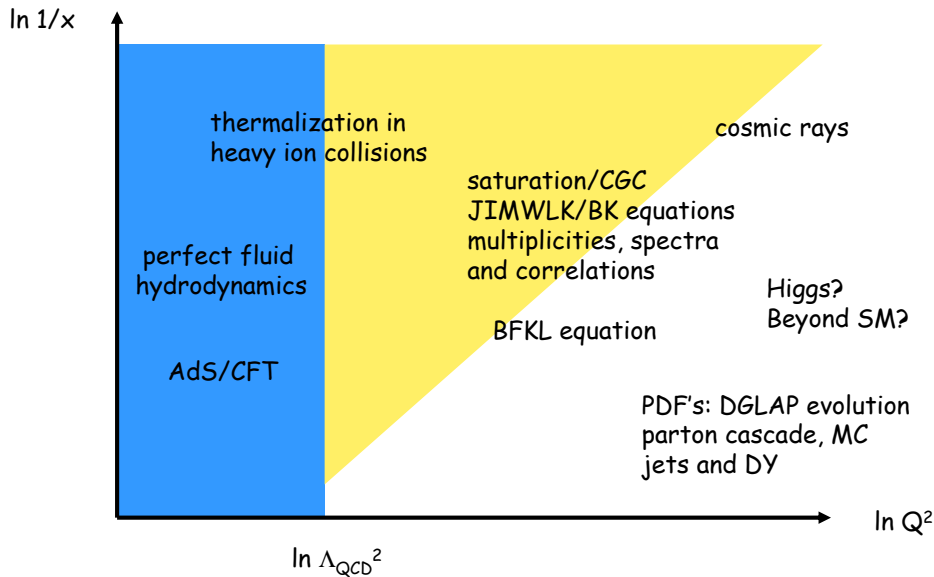 ln 1/x
thermalization in
heavy ion collisions
cosmic rays
saturation/CGC
JIMWLK/BK equations
multiplicities, spectra
and correlations
perfect fluid
hydrodynamics
Higgs?
Beyond SM?
BFKL equation
AdS/CFT
PDF's: DGLAP evolution
parton cascade, MC
jets and DY
ln Q²
ln Λ_QCD²